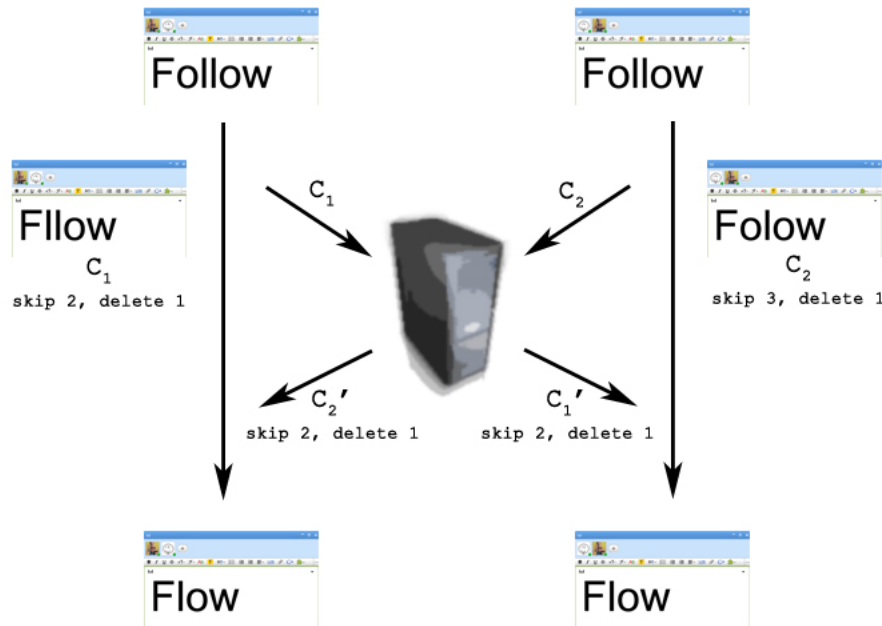 Follow
Follow
C1
C2
Fllow
Folow
C1
skip 2, delete 1
C2
skip 3, delete 1
C2’
C1’
skip 2, delete 1
skip 2, delete 1
Flow
Flow